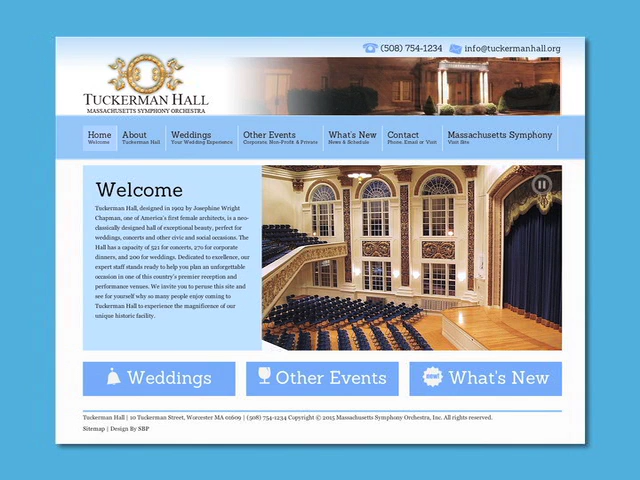 (508) 754-1234 info@tuckermanhall.org
TUCKERMAN HALL
MASSACHUSETTS SYMPHONY ORCHESTRA
Home About Weddings Other Events What's New Contact Massachusetts Symphony
Welcome Tuckerman Hall Your Wedding Experience Corporate, Non-Profit & Private News & Schedule Phone, Email or Visit Visit Site
Welcome
Tuckerman Hall, designed in 1902 by Josephine Wright
Chapman, one of America's first female architects, is a neo-
classically designed hall of exceptional beauty, perfect for
weddings, concerts and other civic and social occasions. The
Hall has a capacity of 521 for concerts, 270 for corporate
dinners, and 200 for weddings. Dedicated to excellence, our
expert staff stands ready to help you plan an unforgettable
occasion in one of this country's premier reception and
performance venues. We invite you to peruse this site and
see for yourself why so many people enjoy coming to
Tuckerman Hall to experience the magnificence of our
unique historic facility.
Weddings Other Events new! What's New
Tuckerman Hall | 10 Tuckerman Street, Worcester MA 01609 | (508) 754-1234 Copyright © 2015 Massachusetts Symphony Orchestra, Inc. All rights reserved.
Sitemap | Design By SBP